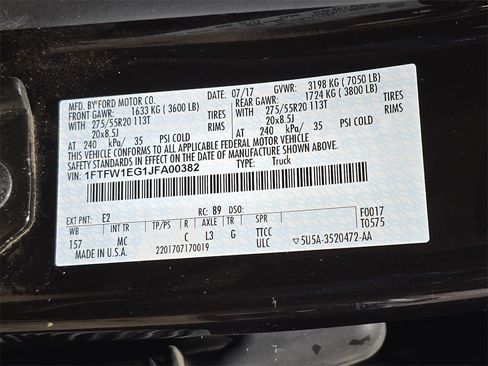 MFD. BY FORD MOTOR CO. 07/17 GVWR: 3198 KG (7050 LB)
FRONT GAWR: 1633 KG (3600 LB) REAR GAWR: 1724 KG (3800 LB)
WITH 275/55R20 113T TIRES WITH 275/55R20 113T TIRES
20x8.5J RIMS 20x8.5J RIMS
AT 240 kPa/ 35 PSI COLD AT 240 kPa/ 35 PSI COLD
THIS VEHICLE CONFORMS TO ALL APPLICABLE FEDERAL MOTOR VEHICLE
SAFETY STANDARDS IN EFFECT ON THE DATE OF MANUFACTURE SHOWN ABOVE.
VIN: 1FTFW1EG1JFA00382 TYPE: Truck
EXT PNT: E2 RC: 89 DSO: F0017
WB INT TR TP/PS R AXLE TR SPR T0575
157 MC C L3 G TTCC
MADE IN U.S.A. 2201707170019 ULC 5U5A-3520472-AA